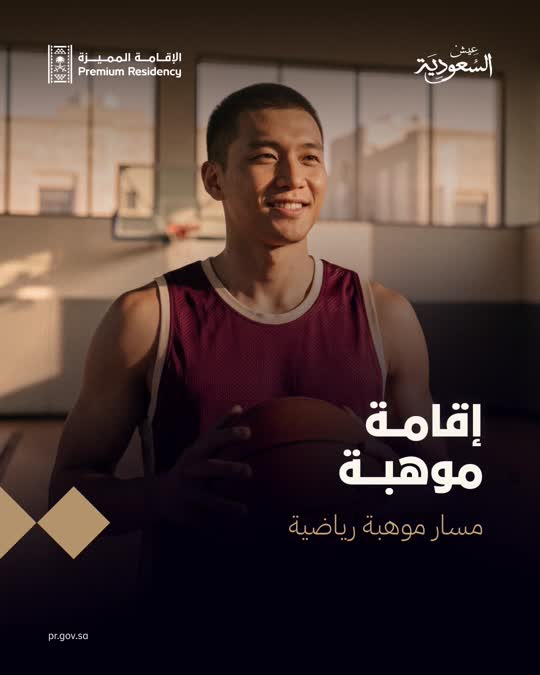 الإقامة المميزة
Premium Residency
عيش
السعودية
إقامة
موهبة
مسار موهبة رياضية
pr.gov.sa